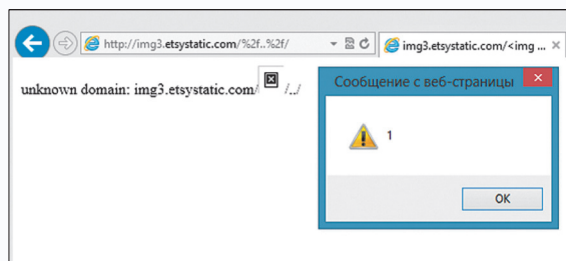 http://img3.etsystatic.com/%2f..%2f/
img3.etsystatic.com/<img ...
unknown domain: img3.etsystatic.com/ /../
Сообщение с веб-страницы
1
OK